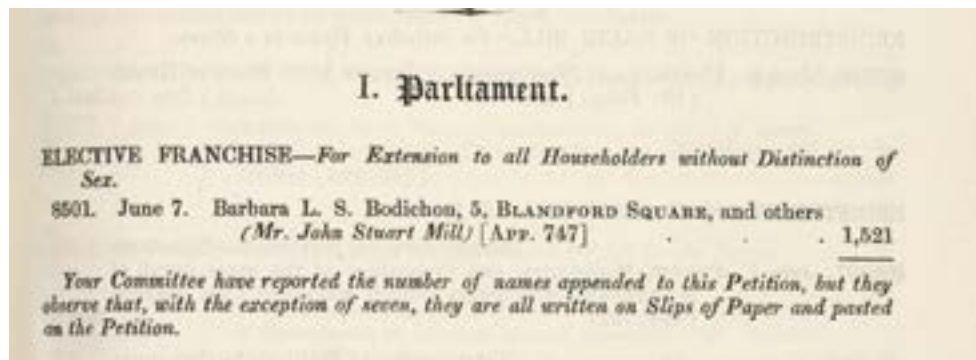 I. Parliament.
ELECTIVE FRANCHISE—For Extension to all Householders without Distinction of
Sex.
8501. June 7. Barbara L. S. Bodichon, 5, BLANDFORD SQUARE, and others
(Mr. John Stuart Mill) [APP. 747] . . . 1,521
Your Committee have reported the number of names appended to this Petition, but they
observe that, with the exception of seven, they are all written on Slips of Paper and pasted
on the Petition.